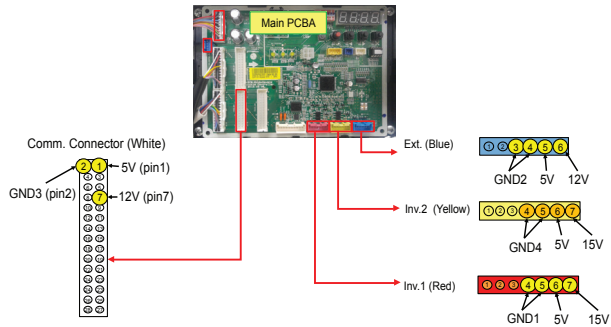 Main PCBA
Comm. Connector (White)
2 1
5V (pin1)
GND3 (pin2)
7
12V (pin7)
Ext. (Blue)
1 2 3 4 5 6
GND2 5V 12V
Inv.2 (Yellow)
1 2 3 4 5 6 7
GND4 5V 15V
Inv.1 (Red)
1 2 3 4 5 6 7
GND1 5V 15V